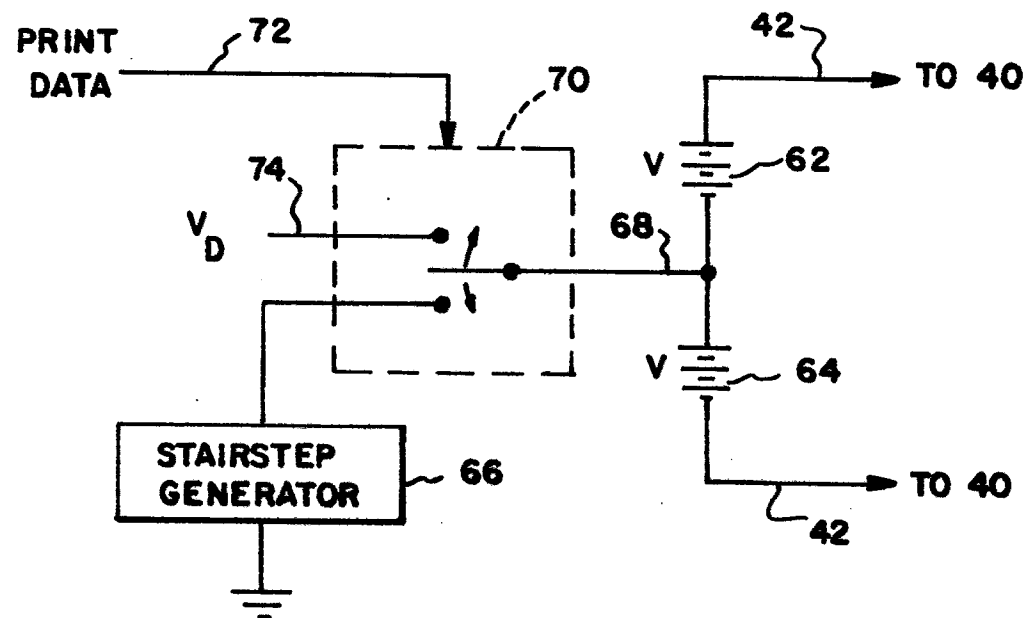 PRINT
DATA
72
42
TO 40
70
V
62
74
V
D
68
V
64
STAIRSTEP
GENERATOR
66
TO 40
42